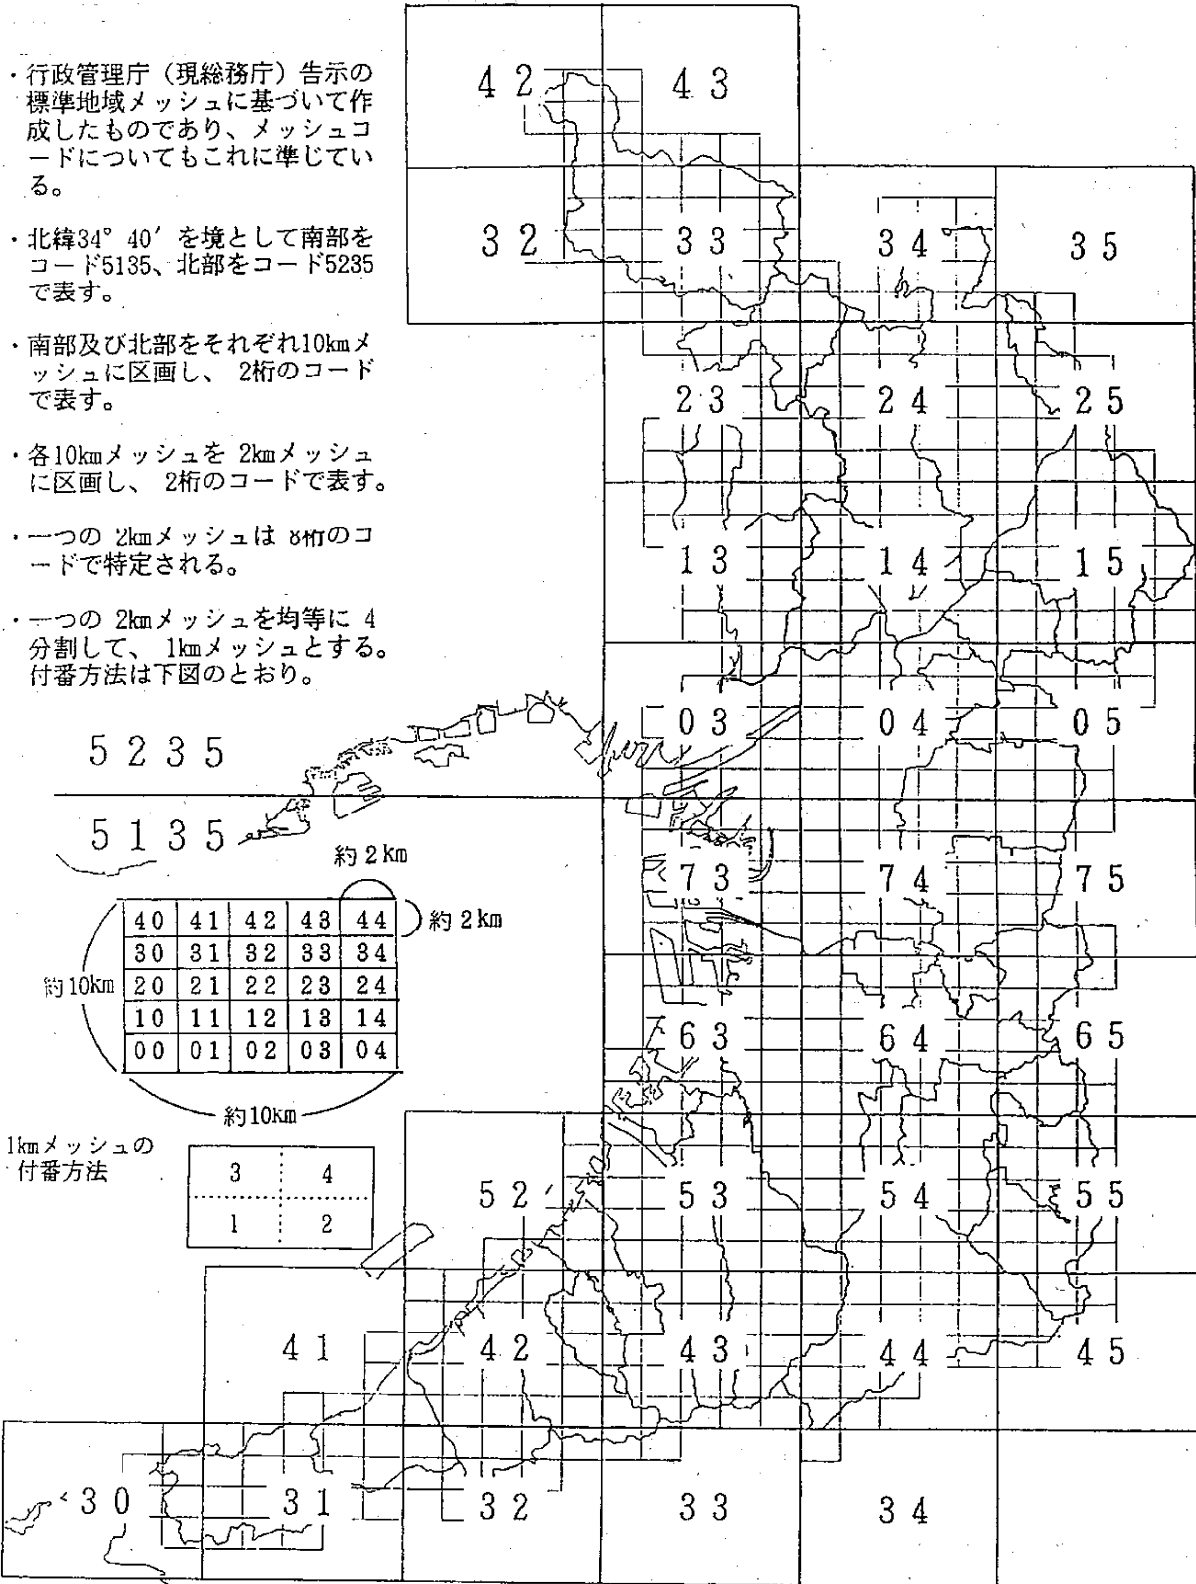 ・行政管理庁（現総務庁）告示の
標準地域メッシュに基づいて作
成したものであり、メッシュコ
ードについてもこれに準じてい
る。
・北緯34°40′を境として南部を
コード5135、北部をコード5235
で表す。
・南部及び北部をそれぞれ10kmメ
ッシュに区画し、2桁のコード
で表す。
・各10kmメッシュを 2kmメッシュ
に区画し、2桁のコードで表す。
・一つの 2kmメッシュは 8桁のコ
ードで特定される。
・一つの 2kmメッシュを均等に 4
分割して、1kmメッシュとする。
付番方法は下図のとおり。
42 43
32 33 34 35
23 24 25
13 14 15
03 04 05
5235
5135
73 74 75
63 64 65
52 53 54 55
41 42 43 44 45
30 31 32 33 34
約2km
約2km
40 41 42 43 44
30 31 32 33 34
約10km
20 21 22 23 24
10 11 12 13 14
00 01 02 03 04
約10km
1kmメッシュの
付番方法
3 4
1 2